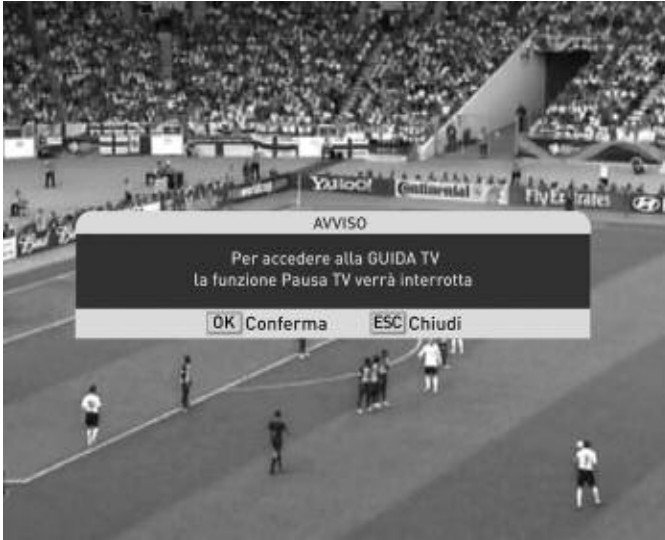 YAHOO!
Continental
Fly Emirates
AVVISO
Per accedere alla GUIDA TV
la funzione Pausa TV verrà interrotta
OK Conferma ESC Chiudi